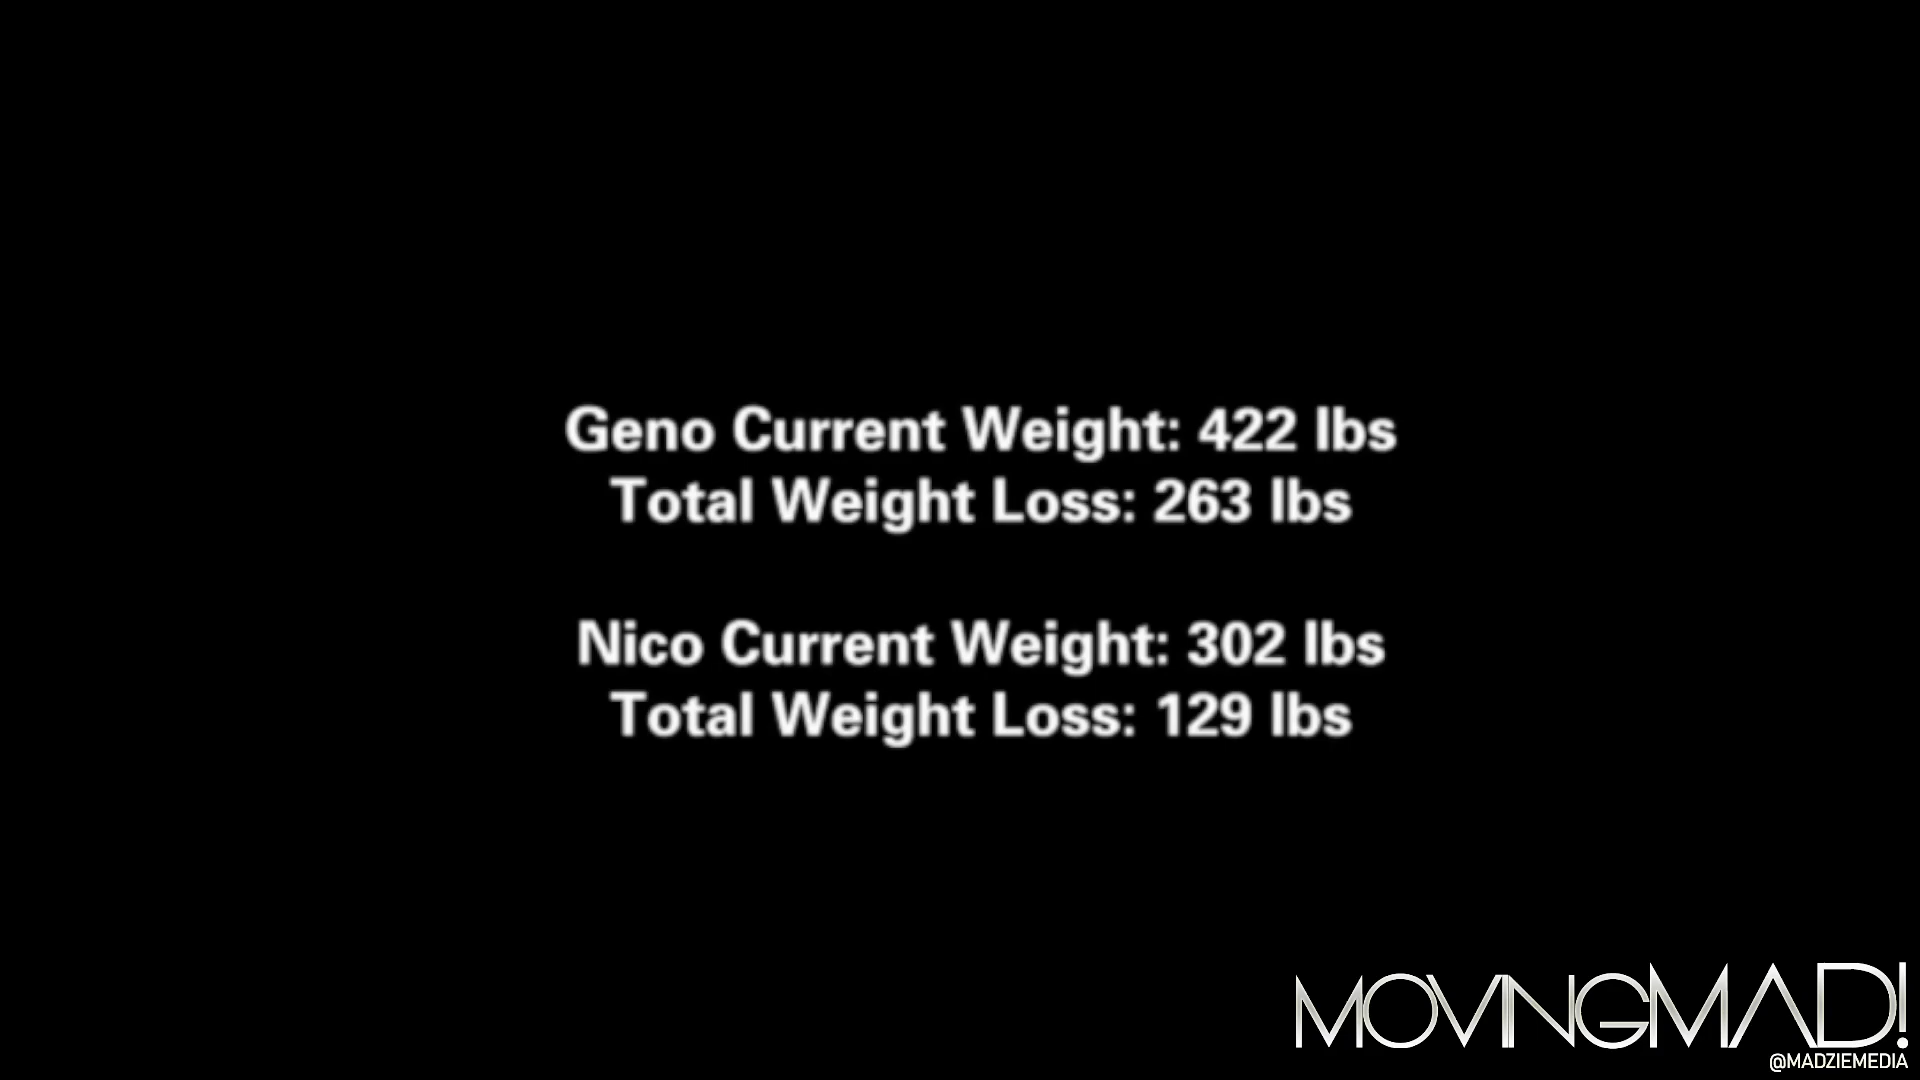 Geno Current Weight: 422 lbs
Total Weight Loss: 263 lbs
Nico Current Weight: 302 lbs
Total Weight Loss: 129 lbs
MOVINGMAD!
@MADZIEMEDIA